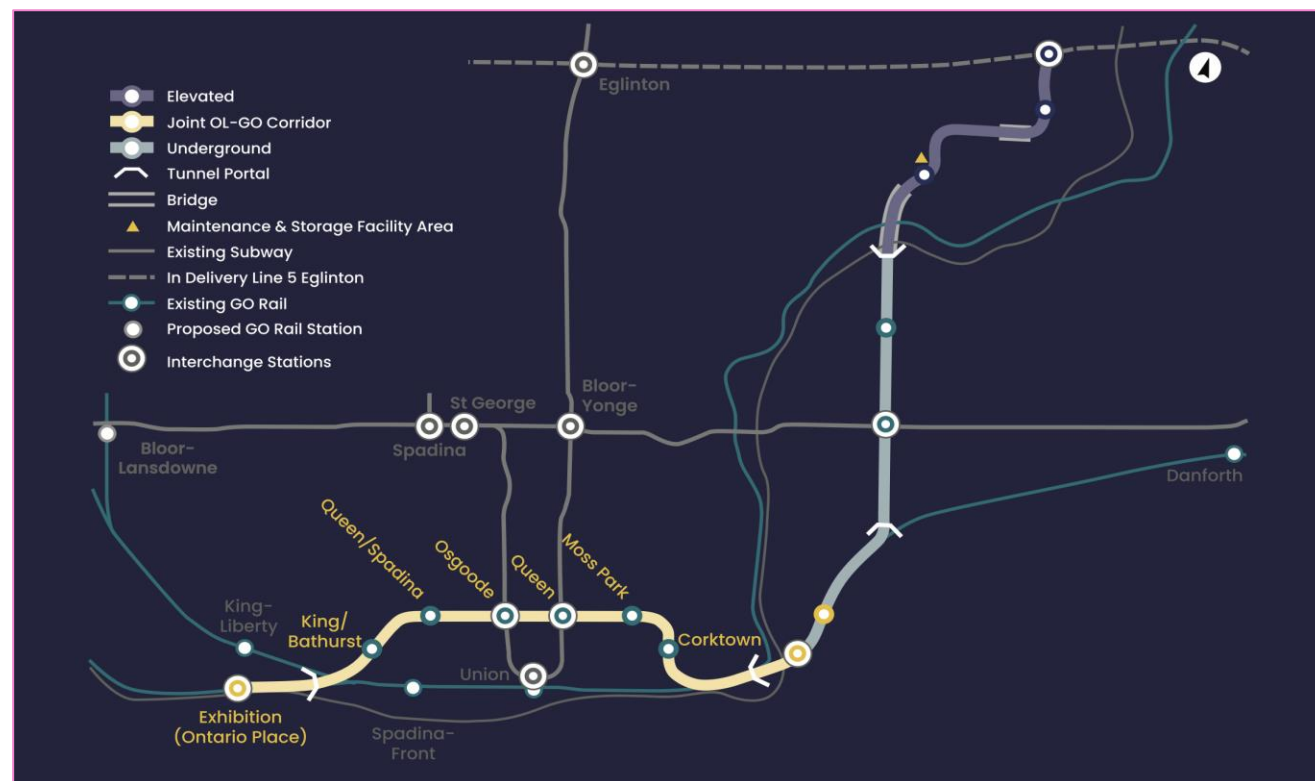 Elevated
Joint OL-GO Corridor
Underground
Tunnel Portal
Bridge
Maintenance & Storage Facility Area
Existing Subway
In Delivery Line 5 Eglinton
Existing GO Rail
Proposed GO Rail Station
Interchange Stations
Eglinton
Bloor-
Yonge
St George
Spadina
Bloor-
Lansdowne
Danforth
Queen/Spadina
Osgoode
Queen
Moss Park
King-
Liberty
King/
Bathurst
Corktown
Union
Exhibition
(Ontario Place)
Spadina-
Front